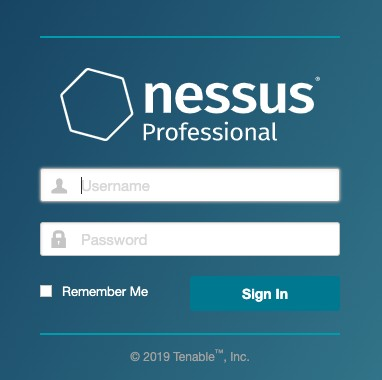 nessus®
Professional
Username
Password
Remember Me
Sign In
© 2019 Tenable™, Inc.